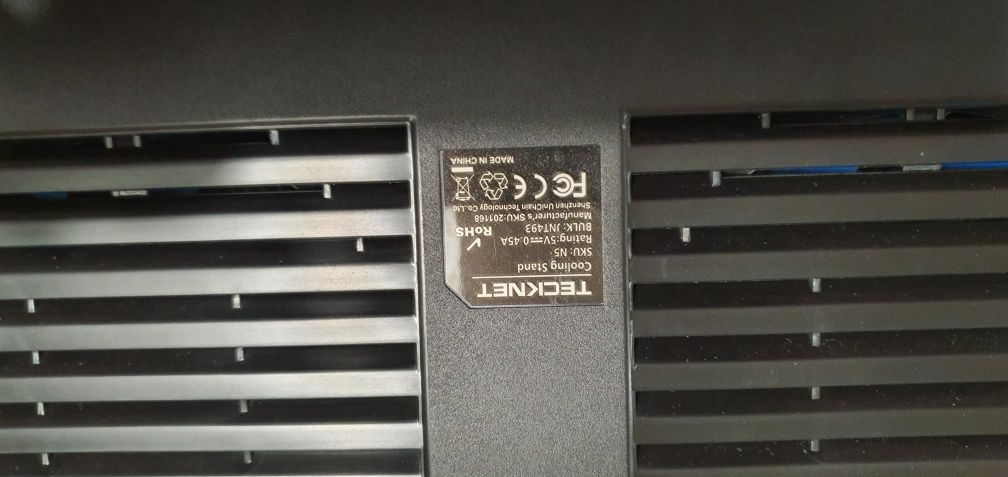 TECKNET
Cooling Stand
SKU: N5
Rating:5V⎓0.45A
BULK: JNT493
RoHS
Manufacturer's SKU:201168
Shenzhen UniChain Technology Co.,Ltd.
FC CE
MADE IN CHINA